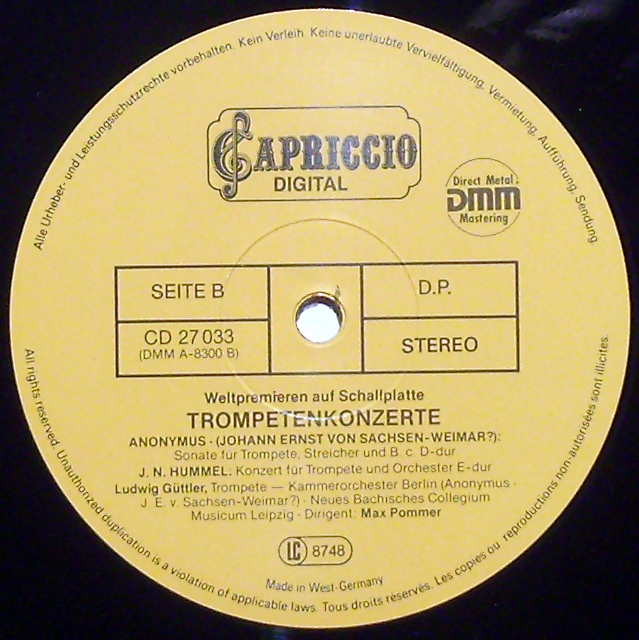 Alle Urheber- und Leistungsschutzrechte vorbehalten. Kein Verleih. Keine unerlaubte Vervielfältigung, Vermietung, Aufführung, Sendung.
CAPRICCIO
DIGITAL
Direct Metal
DMM
Mastering
SEITE B
D.P.
CD 27 033
(DMM A-8300 B)
STEREO
Weltpremieren auf Schallplatte
TROMPETENKONZERTE
ANONYMUS · (JOHANN ERNST VON SACHSEN-WEIMAR?):
Sonate für Trompete, Streicher und B. c. D-dur
J. N. HUMMEL: Konzert für Trompete und Orchester E-dur
Ludwig Güttler, Trompete — Kammerorchester Berlin (Anonymus ·
J. E. v. Sachsen-Weimar?) · Neues Bachisches Collegium
Musicum Leipzig · Dirigent: Max Pommer
LC 8748
Made in West-Germany
All rights reserved. Unauthorized duplication is a violation of applicable laws. Tous droits réservés. Les copies ou reproductions non-autorisées sont illicites.